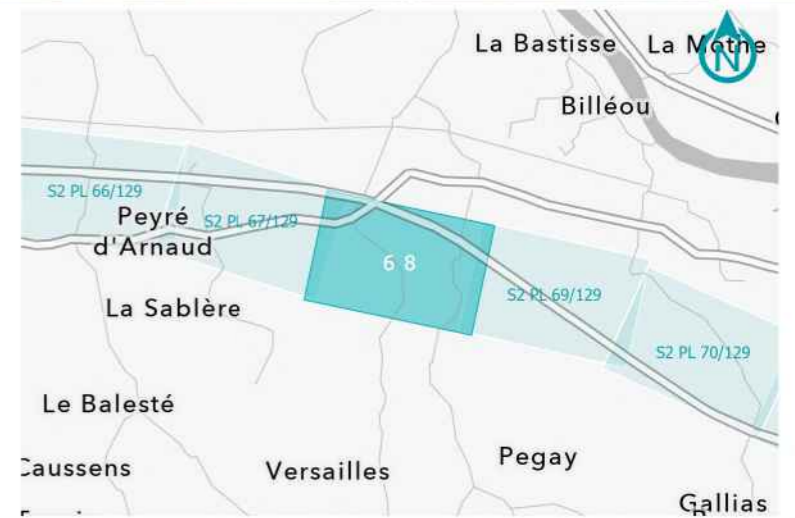 La Bastisse
La Mothe
N
Billéou
S2 PL 66/129
Peyré
d'Arnaud
S2 PL 67/129
6 8
S2 PL 69/129
La Sablère
S2 PL 70/129
Le Balesté
Caussens
Versailles
Pegay
Gallias